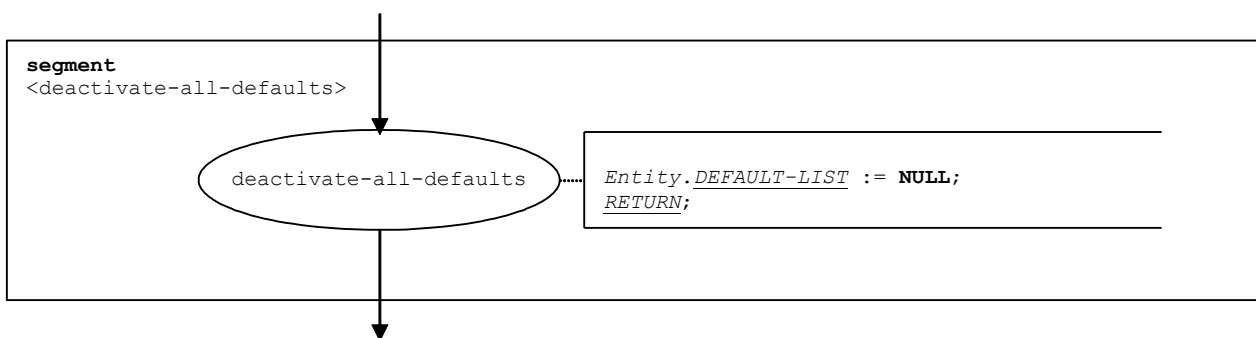 segment
<deactivate-all-defaults>
deactivate-all-defaults
Entity.DEFAULT-LIST := NULL;
RETURN;